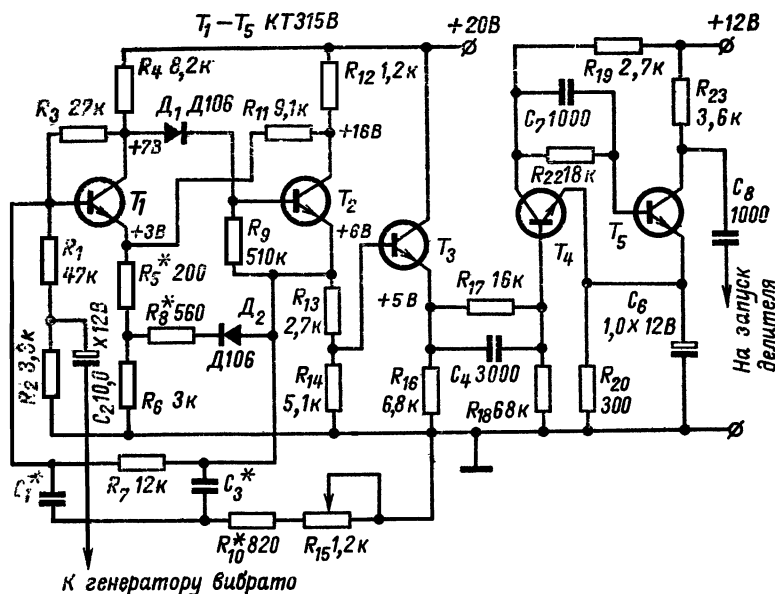 T1–T5 КТ315В
+20В
+12В
R4 8,2к
R12 1,2к
R19 2,7к
R3 27к
Д1 Д106
R11 9,1к
C7 1000
R23
3,6к
+7В
+16В
R22 18к
T1
T2
C8
1000
+3В
R9
510к
+6В
T3
T4
T5
R1
47к
R5* 200
R17 16к
C6
1,0×12В
+5В
R8* 560
Д2
R13
2,7к
Д106
На запуск
делителя
R2 3,9к
C2 10,0 ×12В
R6 3к
R14
5,1к
R16
6,8к
C4 3000
R18 68к
R20
300
R7 12к
C1*
C3*
R10* 820
R15 1,2к
К генератору вибрато